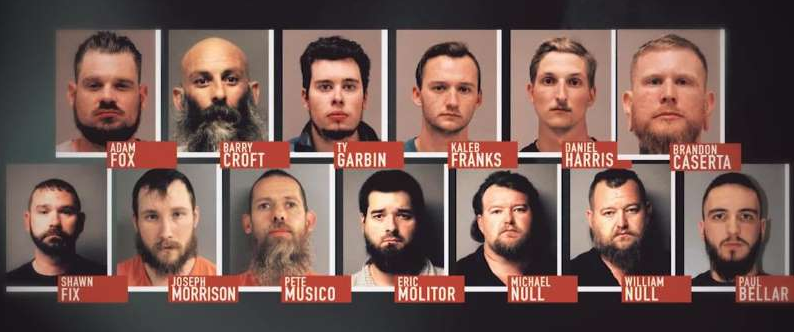 ADAM
FOX
BARRY
CROFT
TY
GARBIN
KALEB
FRANKS
DANIEL
HARRIS
BRANDON
CASERTA
SHAWN
FIX
JOSEPH
MORRISON
PETE
MUSICO
ERIC
MOLITOR
MICHAEL
NULL
WILLIAM
NULL
PAUL
BELLAR